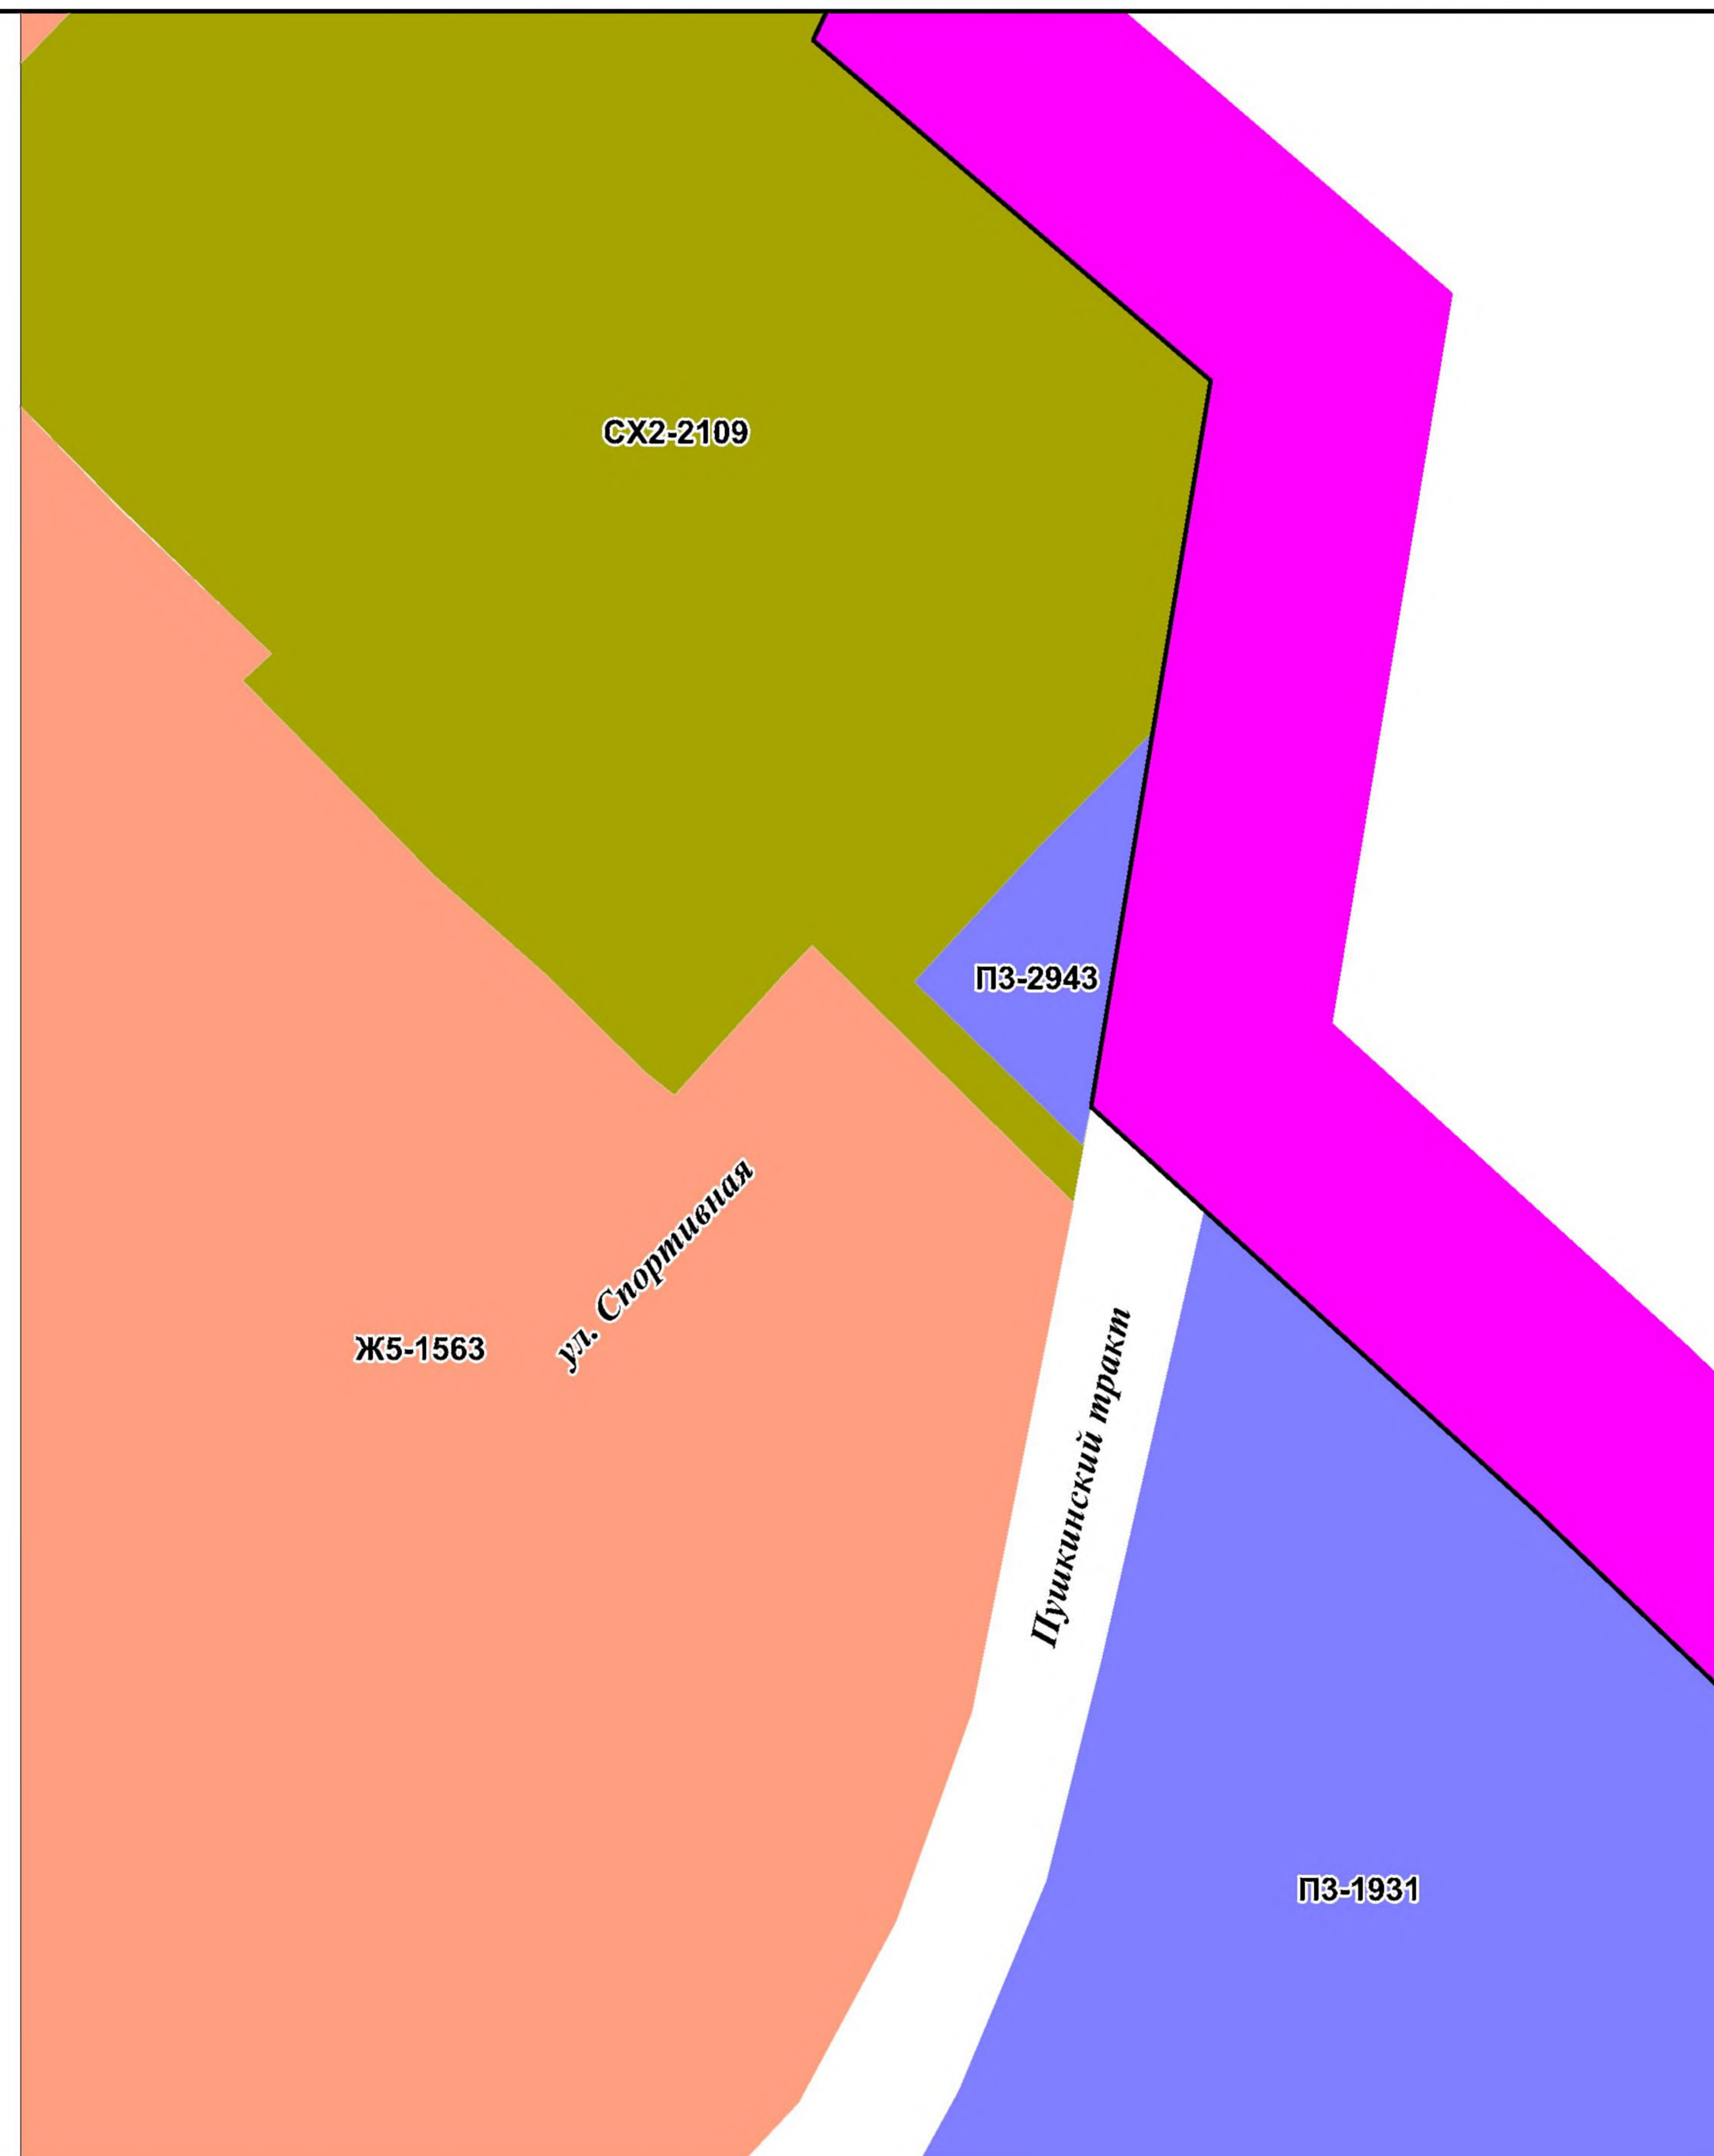 СХ2-2109
П3-2943
ул. Спортивная
Ж5-1563
Пушкинский тракт
П3-1931